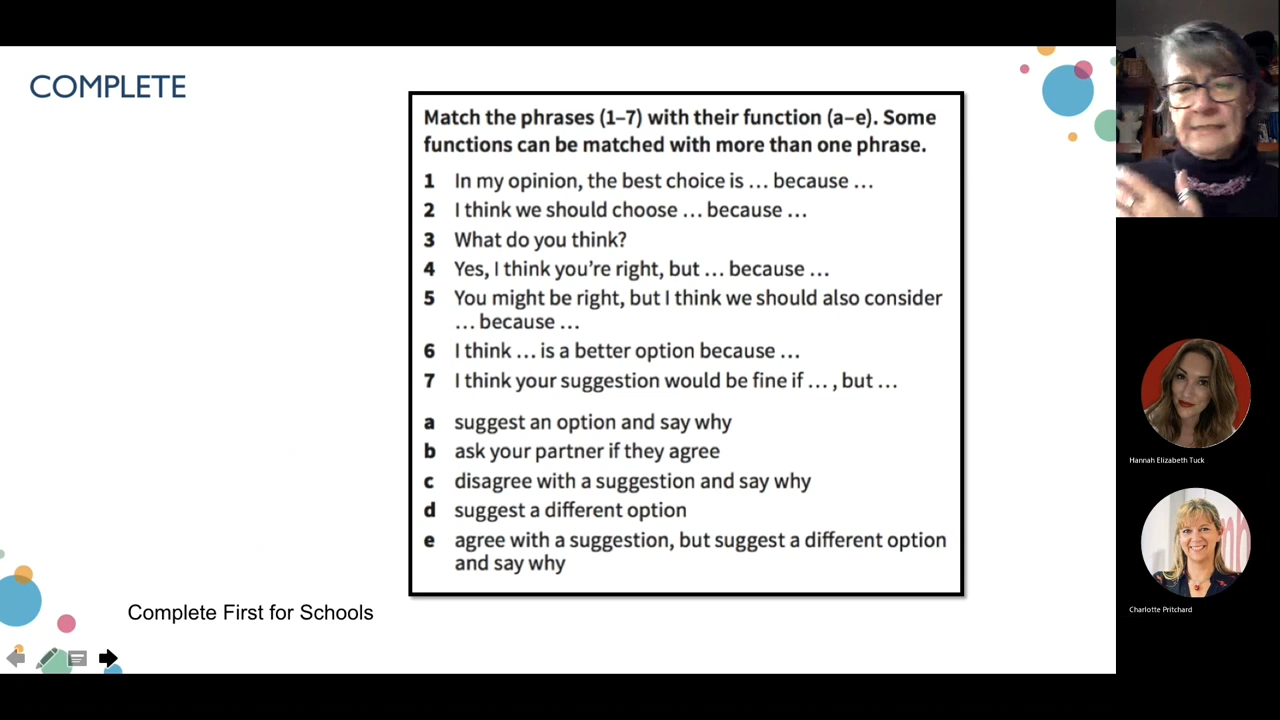 COMPLETE
Match the phrases (1–7) with their function (a–e). Some
functions can be matched with more than one phrase.
1 In my opinion, the best choice is … because …
2 I think we should choose … because …
3 What do you think?
4 Yes, I think you’re right, but … because …
5 You might be right, but I think we should also consider
… because …
6 I think … is a better option because …
7 I think your suggestion would be fine if … , but …
a suggest an option and say why
b ask your partner if they agree
c disagree with a suggestion and say why
d suggest a different option
e agree with a suggestion, but suggest a different option
and say why
Complete First for Schools
Hannah Elizabeth Tuck
Charlotte Pritchard